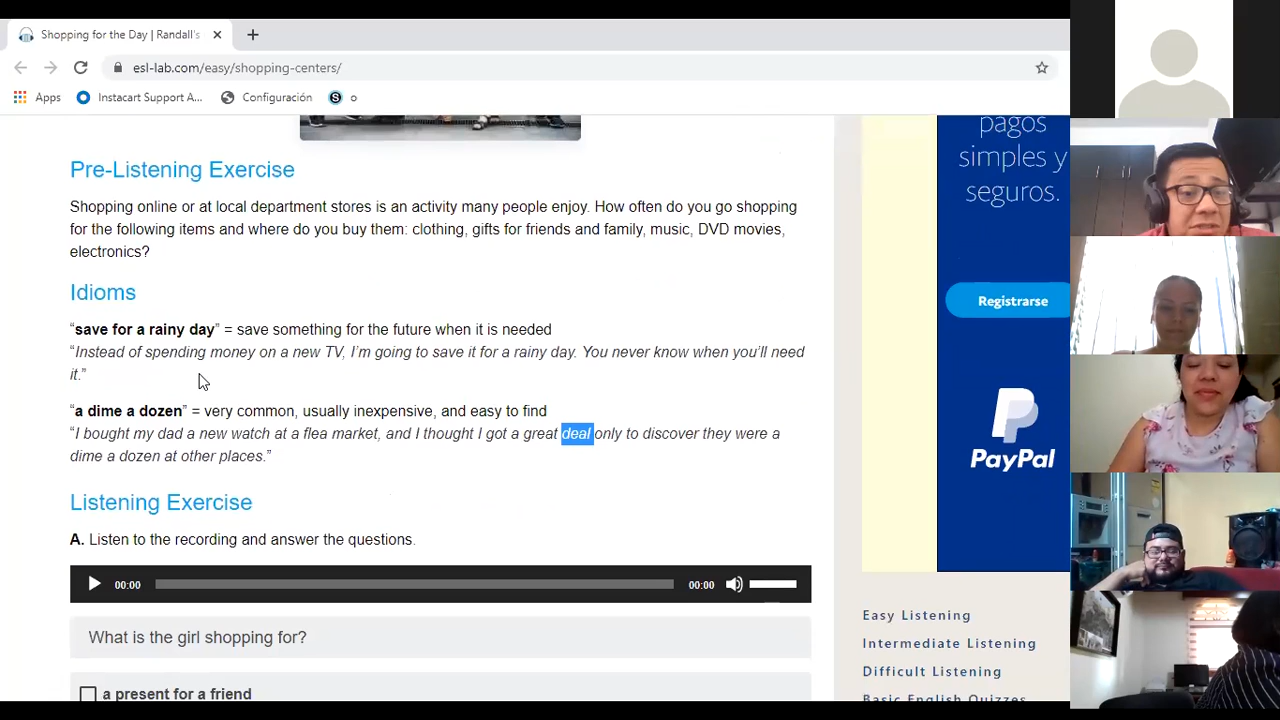 Shopping for the Day | Randall's
esl-lab.com/easy/shopping-centers/
Apps
Instacart Support A...
Configuración
o
Pre-Listening Exercise
Shopping online or at local department stores is an activity many people enjoy. How often do you go shopping
for the following items and where do you buy them: clothing, gifts for friends and family, music, DVD movies,
electronics?
Idioms
“save for a rainy day” = save something for the future when it is needed
“Instead of spending money on a new TV, I’m going to save it for a rainy day. You never know when you’ll need
it.”
“a dime a dozen” = very common, usually inexpensive, and easy to find
“I bought my dad a new watch at a flea market, and I thought I got a great deal only to discover they were a
dime a dozen at other places.”
Listening Exercise
A. Listen to the recording and answer the questions.
00:00
00:00
What is the girl shopping for?
a present for a friend
pagos
simples y
seguros.
Registrarse
PayPal
Easy Listening
Intermediate Listening
Difficult Listening
Basic English Quizzes